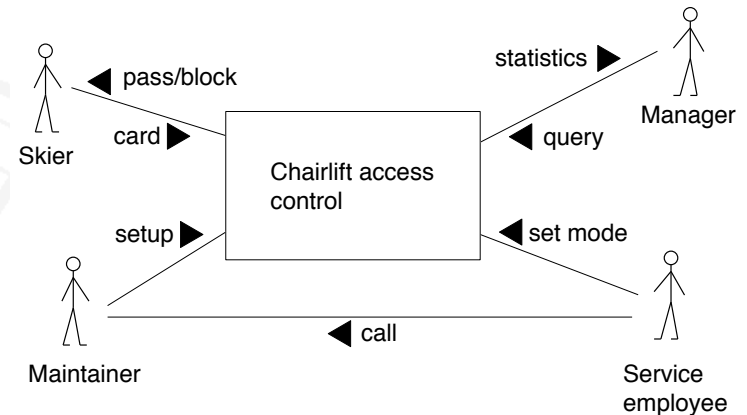 statistics
pass/block
Manager
card
query
Skier
Chairlift access
control
setup
set mode
call
Maintainer
Service
employee